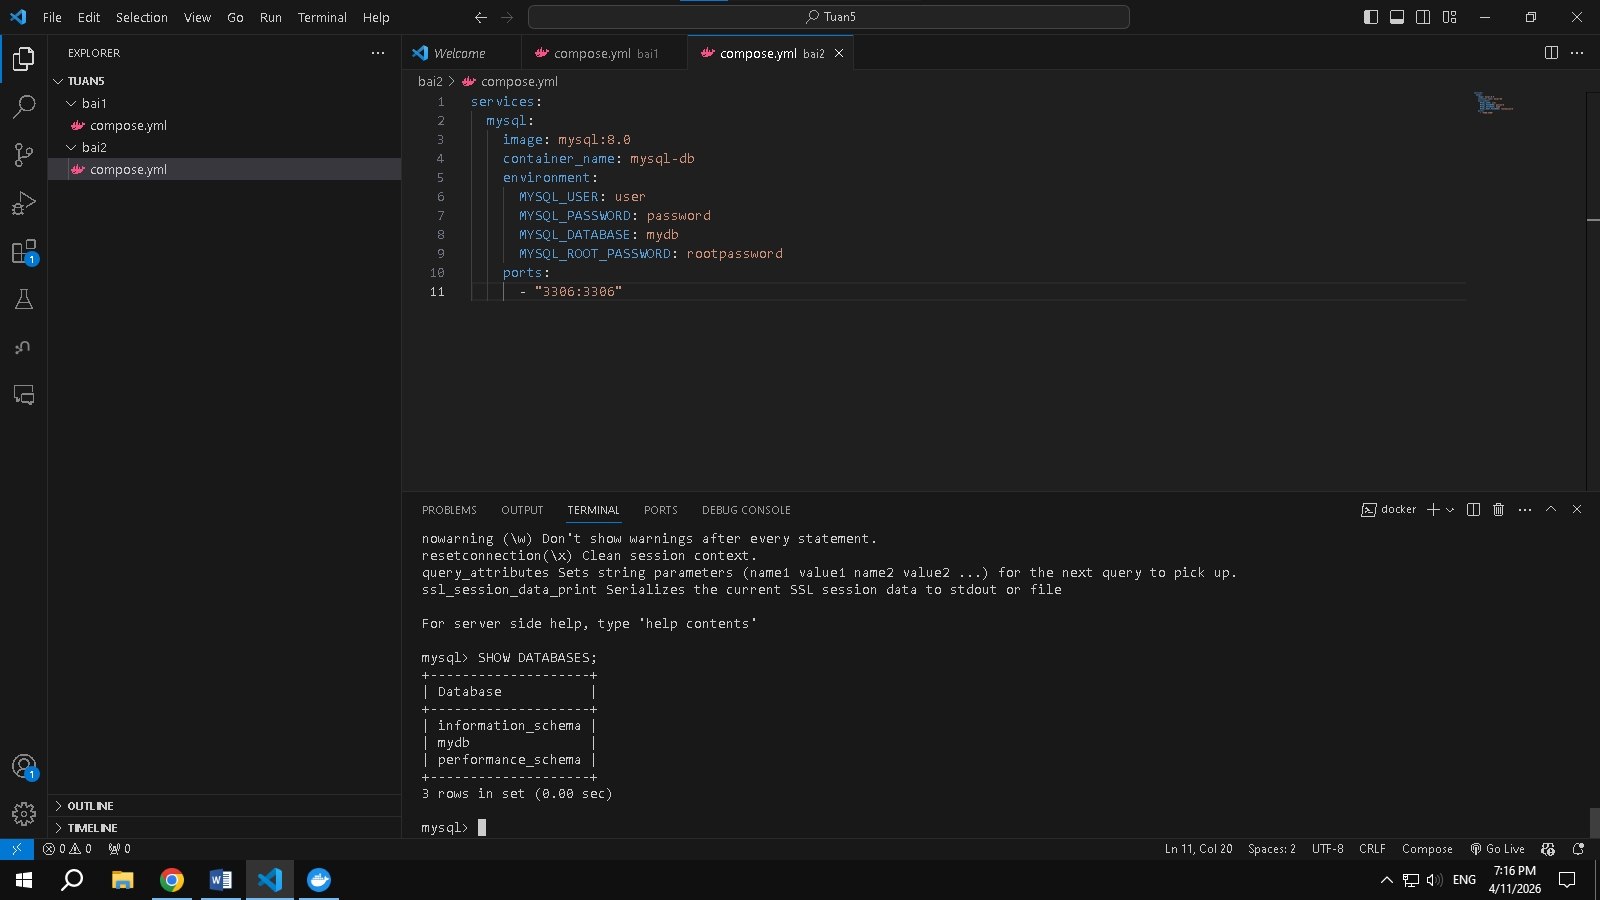 File Edit Selection View Go Run Terminal Help
Tuan5
EXPLORER
TUAN5
bai1
compose.yml
bai2
compose.yml
OUTLINE
TIMELINE
1
1
Welcome
compose.yml bai1
compose.yml bai2
bai2 > compose.yml
1 services:
2 mysql:
3 image: mysql:8.0
4 container_name: mysql-db
5 environment:
6 MYSQL_USER: user
7 MYSQL_PASSWORD: password
8 MYSQL_DATABASE: mydb
9 MYSQL_ROOT_PASSWORD: rootpassword
10 ports:
11 - "3306:3306"
PROBLEMS OUTPUT TERMINAL PORTS DEBUG CONSOLE
docker
nowarning (\w) Don't show warnings after every statement.
resetconnection(\x) Clean session context.
query_attributes Sets string parameters (name1 value1 name2 value2 ...) for the next query to pick up.
ssl_session_data_print Serializes the current SSL session data to stdout or file
For server side help, type 'help contents'
mysql> SHOW DATABASES;
+--------------------+
| Database           |
+--------------------+
| information_schema |
| mydb               |
| performance_schema |
+--------------------+
3 rows in set (0.00 sec)
mysql>
0 0 0
Ln 11, Col 20 Spaces: 2 UTF-8 CRLF Compose Go Live
ENG
7:16 PM
4/11/2026